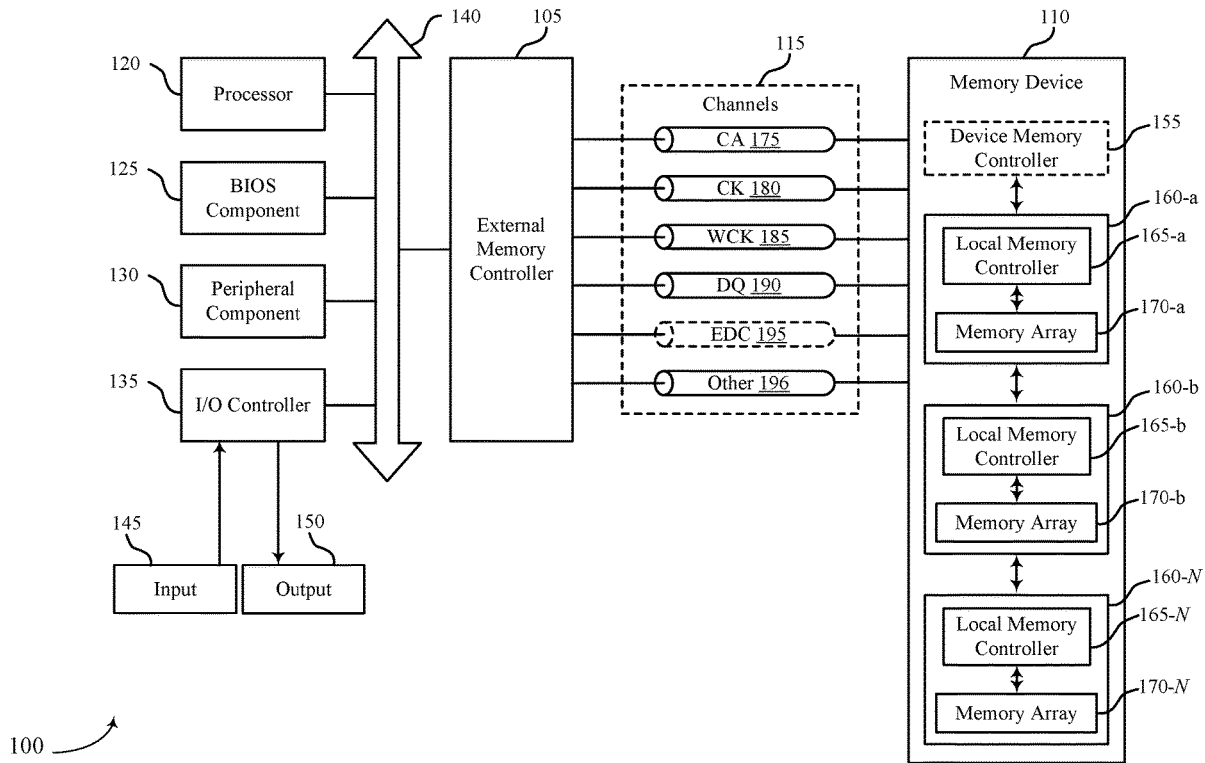 140
105
115
110
120
Processor
125
BIOS
Component
130
Peripheral
Component
135
I/O Controller
145
Input
150
Output
External
Memory
Controller
Channels
CA 175
CK 180
WCK 185
DQ 190
EDC 195
Other 196
Memory Device
Device Memory
Controller
155
160-a
Local Memory
Controller
165-a
Memory Array
170-a
160-b
Local Memory
Controller
165-b
Memory Array
170-b
160-N
Local Memory
Controller
165-N
Memory Array
170-N
100